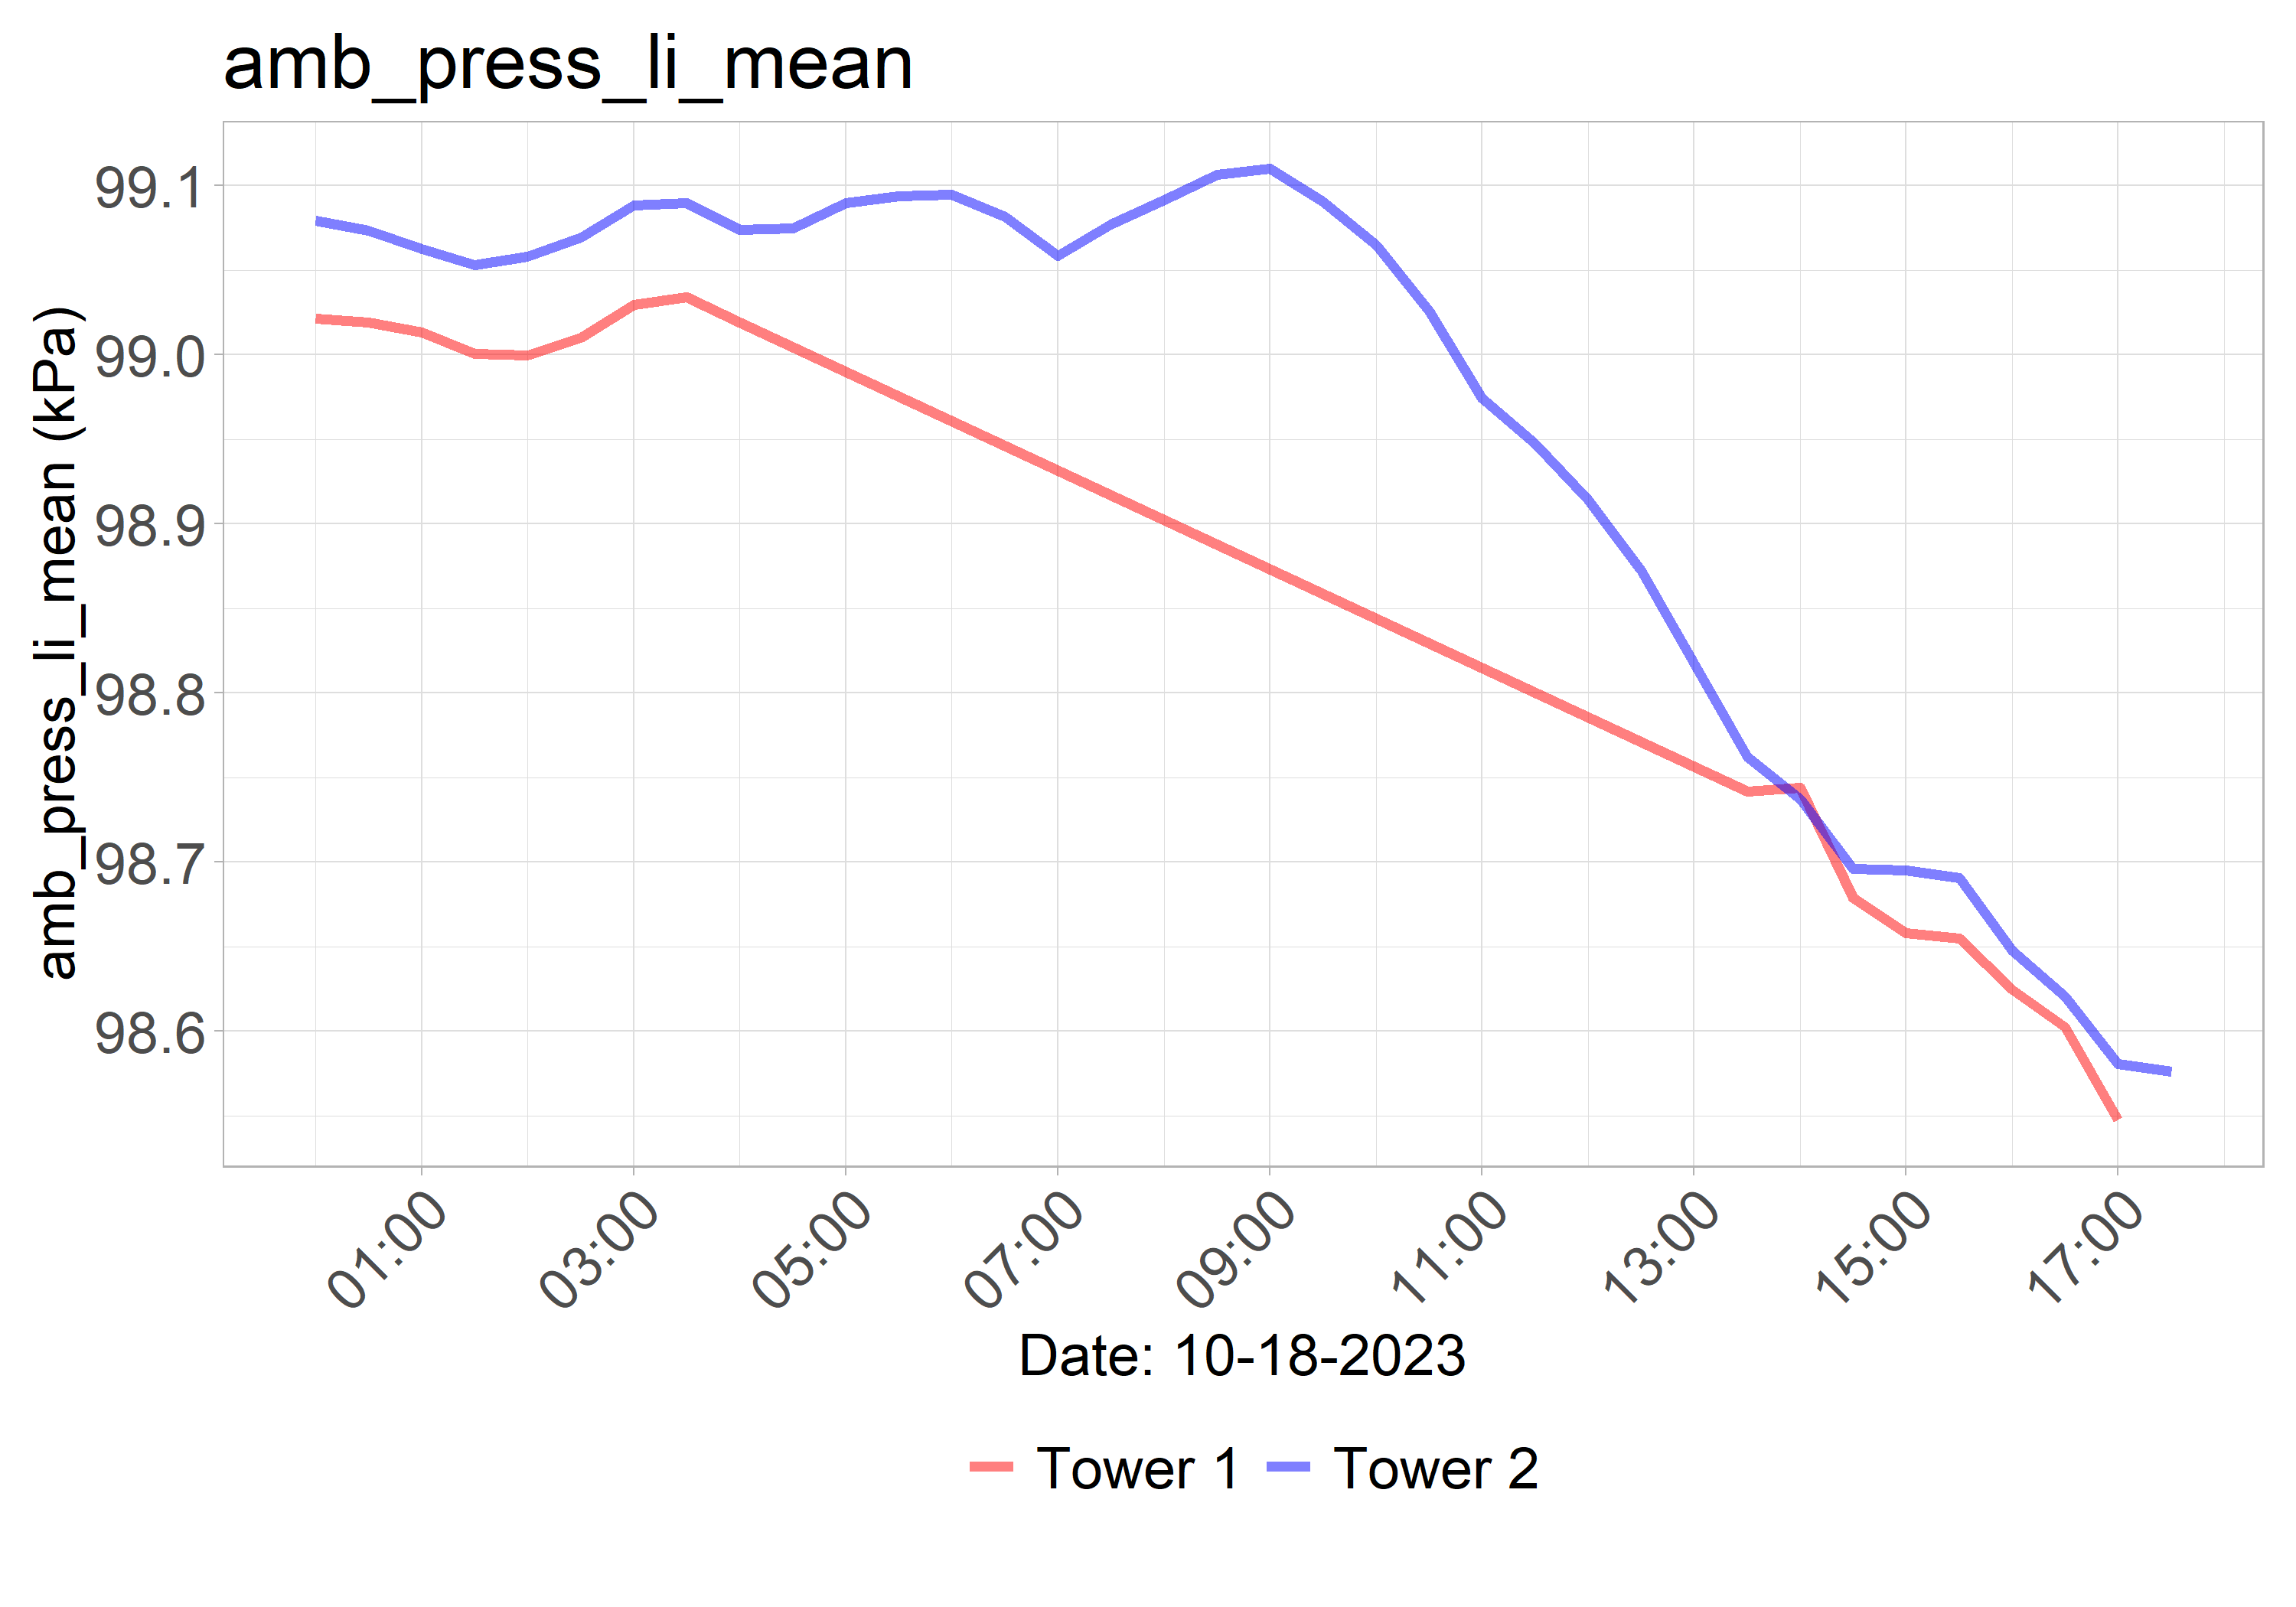 amb_press_li_mean
amb_press_li_mean (kPa)
99.1
99.0
98.9
98.8
98.7
98.6
01:00 03:00 05:00 07:00 09:00 11:00 13:00 15:00 17:00
Date: 10-18-2023
Tower 1 Tower 2